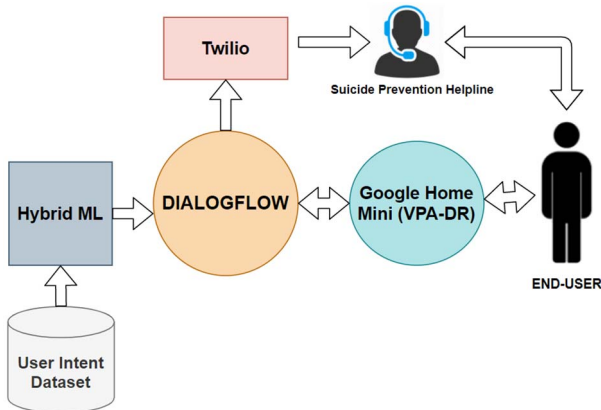 Twilio
Suicide Prevention Helpline
Hybrid ML
DIALOGFLOW
Google Home
Mini (VPA-DR)
END-USER
User Intent
Dataset